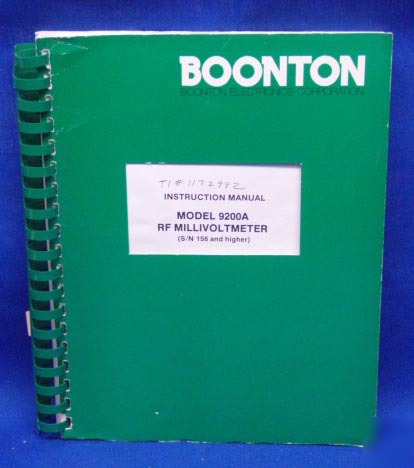 BOONTON
BOONTON ELECTRONICS CORPORATION
TI# 1172992
INSTRUCTION MANUAL
MODEL 9200A
RF MILLIVOLTMETER
(S/N 156 and higher)